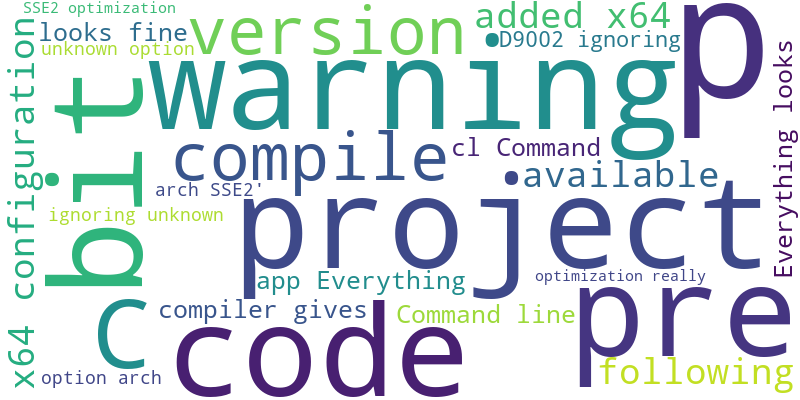 SSE2 optimization
looks fine
unknown option
version
added x64
D9002 ignoring
p
warning
bit
x64 configuration
Everything looks
compile
cl Command
available
arch SSE2'
project
ignoring unknown
app Everything
optimization really
c
compiler gives
Command line
pre
code
following
option arch